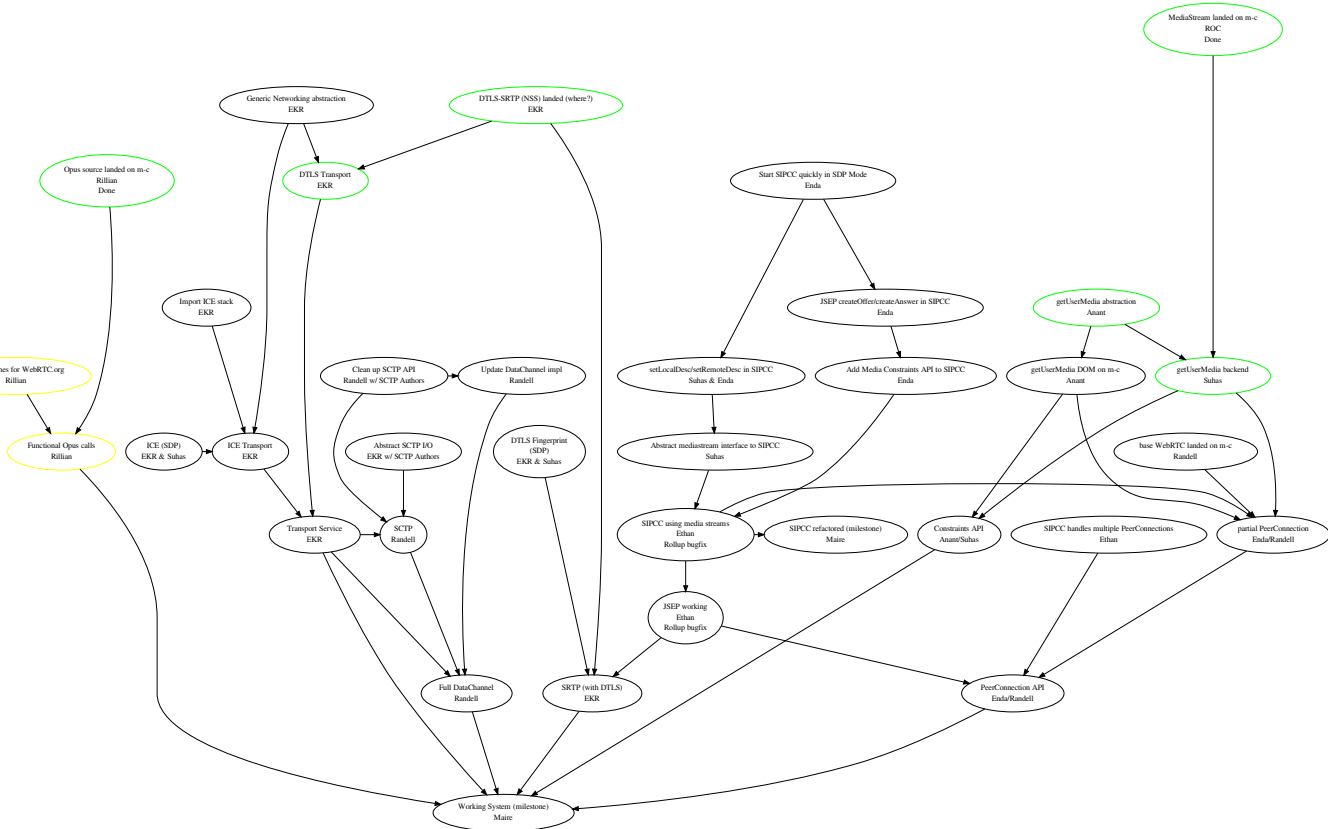 MediaStream landed on m-c
ROC
Done
Generic Networking abstraction
EKR
DTLS-SRTP (NSS) landed (where?)
EKR
Opus source landed on m-c
Rillian
Done
DTLS Transport
EKR
Start SIPCC quickly in SDP Mode
Enda
Import ICE stack
EKR
JSEP createOffer/createAnswer in SIPCC
Enda
getUserMedia abstraction
Anant
for WebRTC.org
Rillian
Clean up SCTP API
Randell w/ SCTP Authors
Update DataChannel impl
Randell
setLocalDesc/setRemoteDesc in SIPCC
Suhas & Enda
Add Media Constraints API to SIPCC
Enda
getUserMedia DOM on m-c
Anant
getUserMedia backend
Suhas
Functional Opus calls
Rillian
ICE (SDP)
EKR & Suhas
ICE Transport
EKR
Abstract SCTP I/O
EKR w/ SCTP Authors
DTLS Fingerprint
(SDP)
EKR & Suhas
Abstract mediastream interface to SIPCC
Suhas
base WebRTC landed on m-c
Randell
Transport Service
EKR
SCTP
Randell
SIPCC using media streams
Ethan
Rollup bugfix
SIPCC refactored (milestone)
Maire
Constraints API
Anant/Suhas
SIPCC handles multiple PeerConnections
Ethan
partial PeerConnection
Enda/Randell
JSEP working
Ethan
Rollup bugfix
Full DataChannel
Randell
SRTP (with DTLS)
EKR
PeerConnection API
Enda/Randell
Working System (milestone)
Maire